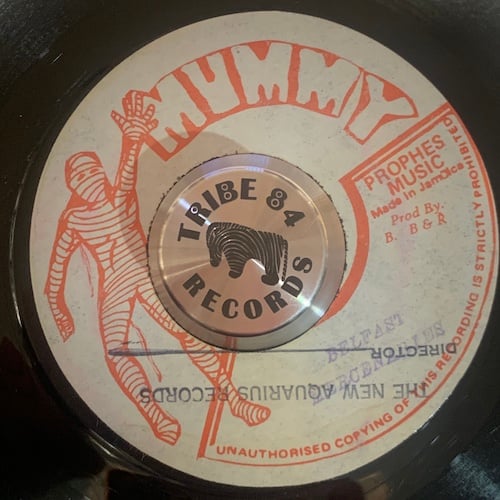 MUMMY
TRIBE 84
RECORDS
PROPHES
MUSIC
Made in Jamaica
Prod By.
B. B & R
BELFAST
MERCENARIES
DIRECTOR
THE NEW AQUARIUS RECORDS
UNAUTHORISED COPYING OF THIS RECORDING IS STRICTLY PROHIBITED